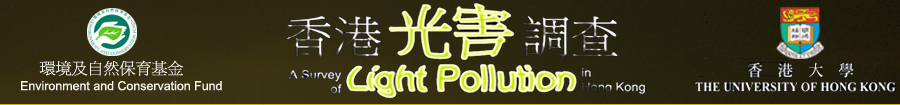 環境及自然保育基金
Environment and Conservation Fund
香港光害調查
A Survey of Light Pollution in Hong Kong
香港大學
THE UNIVERSITY OF HONG KONG